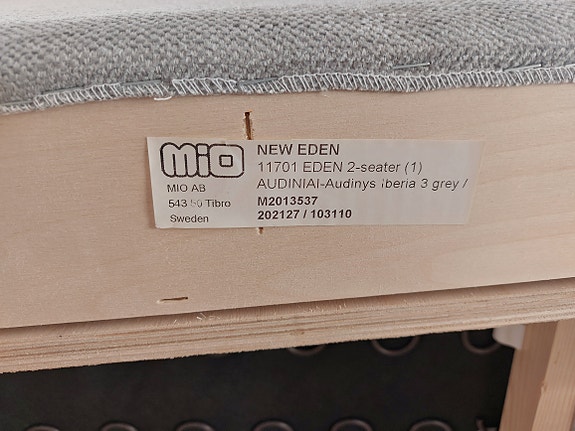 MiO
MIO AB
543 50 Tibro
Sweden
NEW EDEN
11701 EDEN 2-seater (1)
AUDINIAI-Audinys Iberia 3 grey /
M2013537
202127 / 103110